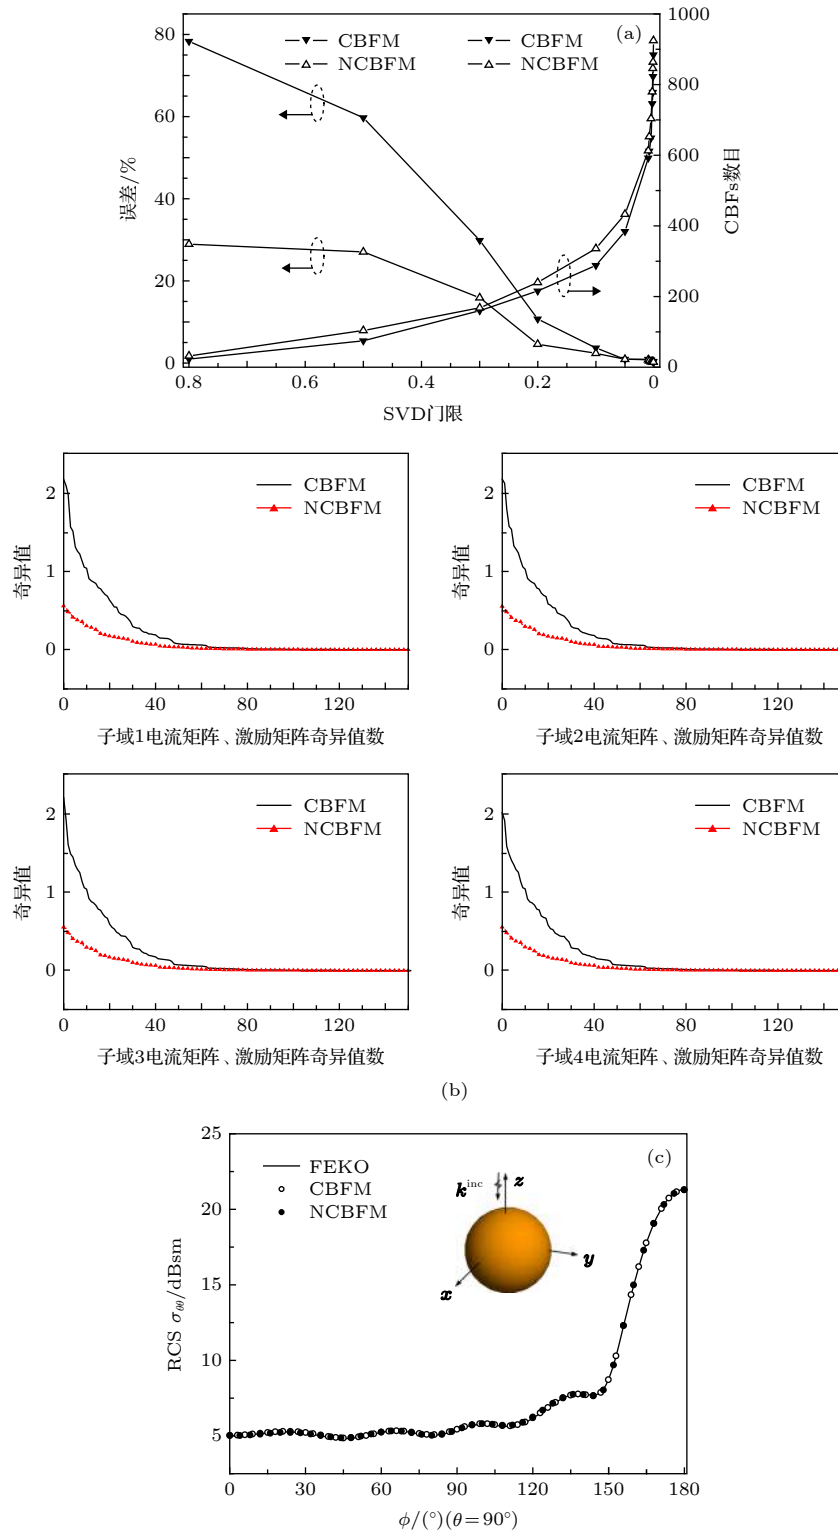 (a)
CBFM
NCBFM
CBFM
NCBFM
80
60
40
20
0
误差/%
1000
800
600
400
200
0
CBFs数目
0.8
0.6
0.4
0.2
0
SVD门限
CBFM
NCBFM
2
1
0
奇异值
0
40
80
120
子域1电流矩阵、激励矩阵奇异值数
CBFM
NCBFM
2
1
0
奇异值
0
40
80
120
子域2电流矩阵、激励矩阵奇异值数
CBFM
NCBFM
2
1
0
奇异值
0
40
80
120
子域3电流矩阵、激励矩阵奇异值数
CBFM
NCBFM
2
1
0
奇异值
0
40
80
120
子域4电流矩阵、激励矩阵奇异值数
(b)
(c)
FEKO
CBFM
NCBFM
k^inc
z
y
x
25
20
15
10
5
RCS σθθ/dBsm
0
30
60
90
120
150
180
ϕ/(°)(θ=90°)